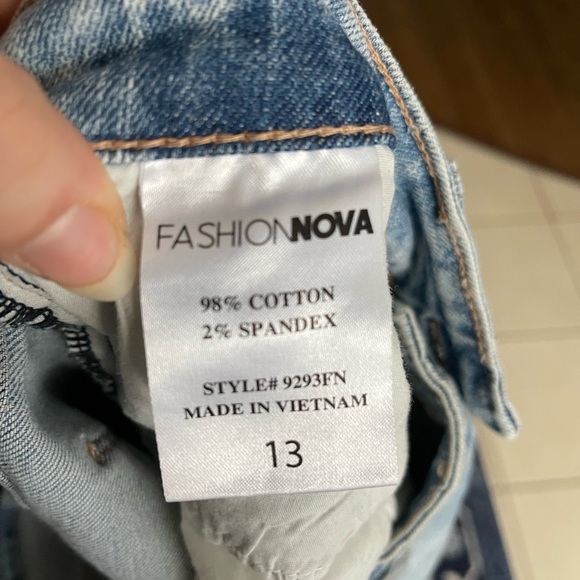 FASHIONNOVA
98% COTTON
2% SPANDEX
STYLE# 9293FN
MADE IN VIETNAM
13